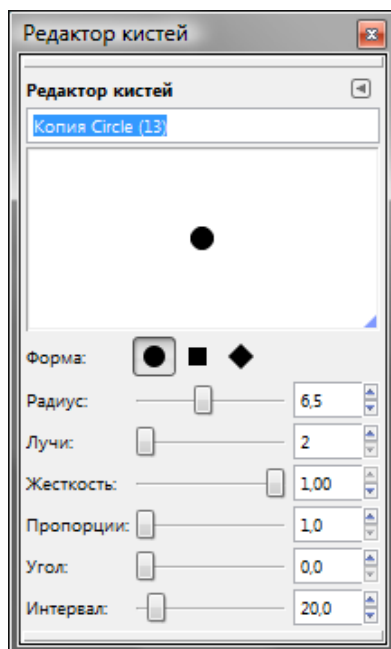 Редактор кистей
Редактор кистей
Копия Circle (13)
Форма:
Радиус: 6,5
Лучи: 2
Жесткость: 1,00
Пропорции: 1,0
Угол: 0,0
Интервал: 20,0